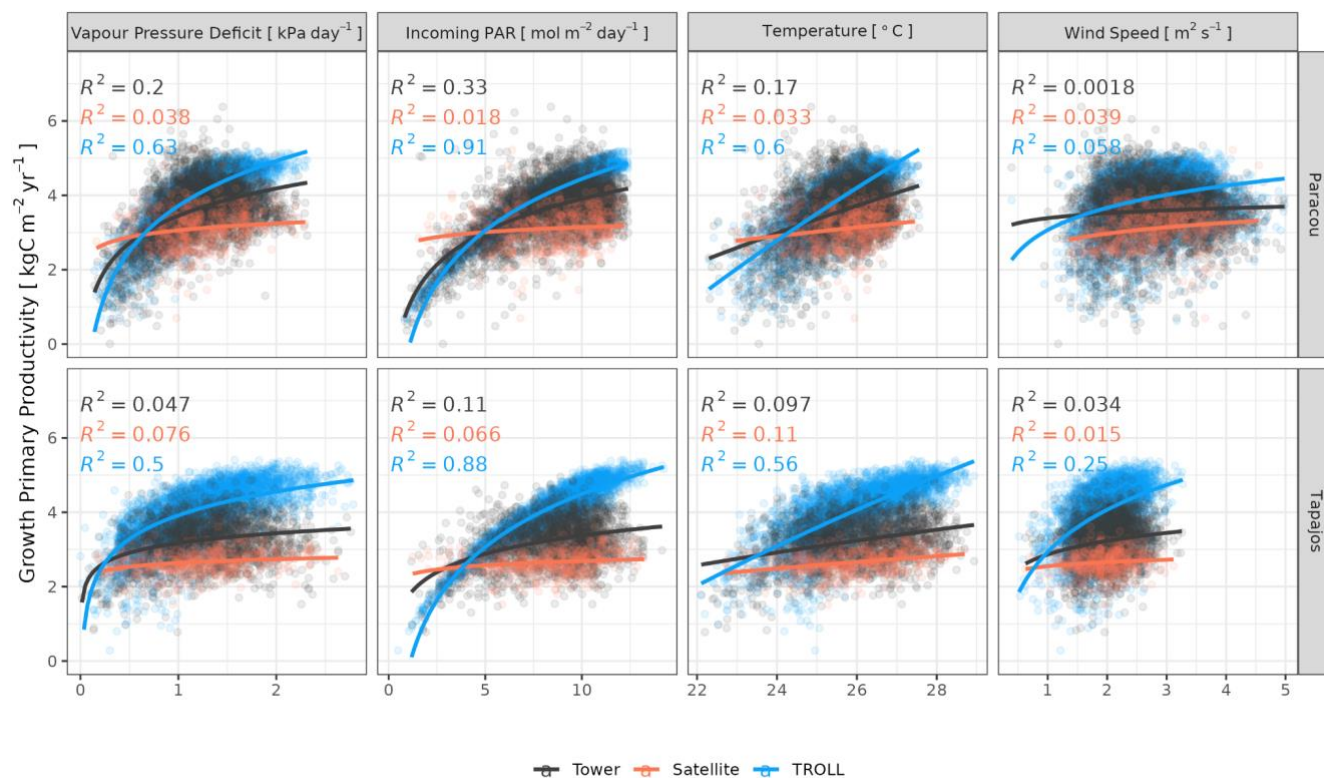 Vapour Pressure Deficit [ kPa day⁻¹ ]
Incoming PAR [ mol m⁻² day⁻¹ ]
Temperature [ ° C ]
Wind Speed [ m² s⁻¹ ]
Growth Primary Productivity [ kgC m⁻² yr⁻¹ ]
R² = 0.2
R² = 0.038
R² = 0.63
R² = 0.33
R² = 0.018
R² = 0.91
R² = 0.17
R² = 0.033
R² = 0.6
R² = 0.0018
R² = 0.039
R² = 0.058
Paracou
6
4
2
0
R² = 0.047
R² = 0.076
R² = 0.5
R² = 0.11
R² = 0.066
R² = 0.88
R² = 0.097
R² = 0.11
R² = 0.56
R² = 0.034
R² = 0.015
R² = 0.25
Tapajos
6
4
2
0
0 1 2
0 5 10
22 24 26 28
1 2 3 4 5
a Tower a Satellite a TROLL